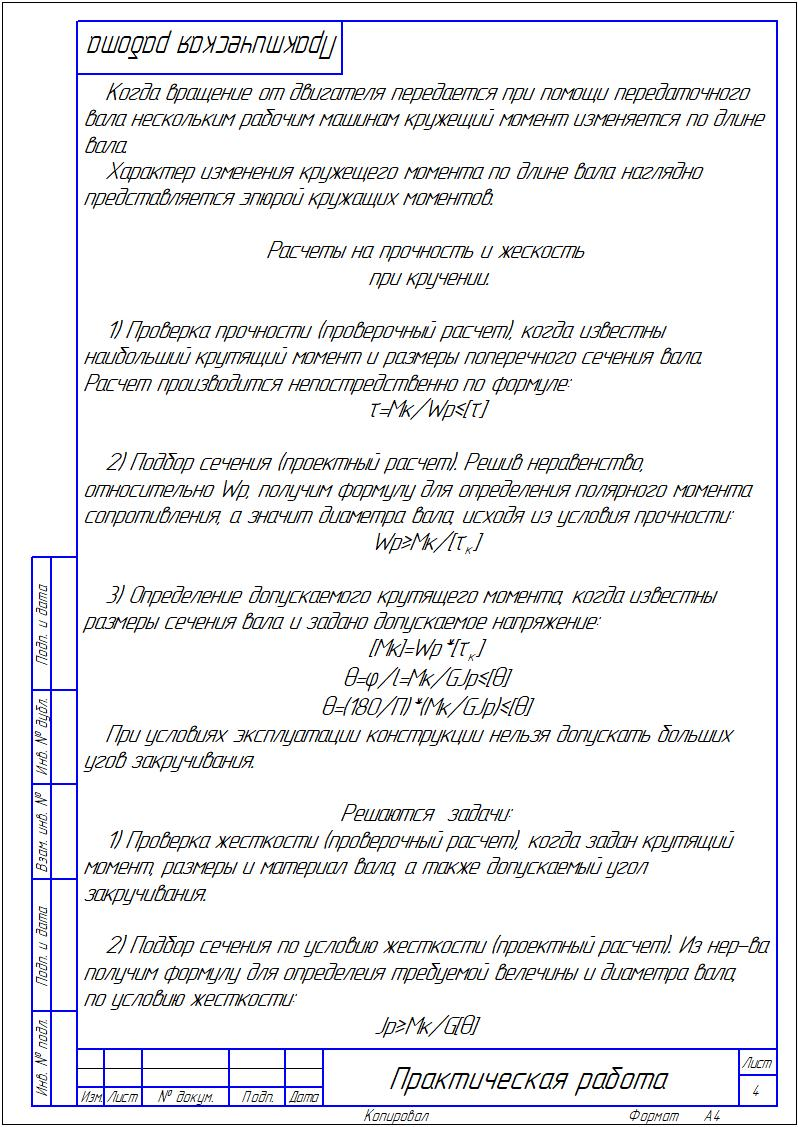 Практическая работа
Когда вращение от двигателя передается при помощи передаточного
вала нескольким рабочим машинам кружещий момент изменяется по длине
вала.
Характер изменения кружещего момента по длине вала наглядно
представляется эпюрой кружащих моментов.
Расчеты на прочность и жескость
при кручении.
1) Проверка прочности (проверочный расчет), когда известны
наибольший крутящий момент и размеры поперечного сечения вала.
Расчет производится непостредственно по формуле:
τ=Mк/Wp≤[τ]
2) Подбор сечения (проектный расчет). Решив неравенство,
относительно Wp, получим формулу для определения полярного момента
сопротивления, а значит диаметра вала, исходя из условия прочности:
Wp≥Mк/[τк]
3) Определение допускаемого крутящего момента, когда известны
размеры сечения вала и задано допускаемое напряжение:
[Mк]=Wp*[τк]
θ=φ/l=Mк/GJp≤[θ]
θ=(180/П)*(Mк/GJp)≤[θ]
При условиях эксплуатации конструкции нельзя допускать больших
угов закручивания.
Решаются задачи:
1) Проверка жесткости (проверочный расчет), когда задан крутящий
момент, размеры и материал вала, а также допускаемый угол
закручивания.
2) Подбор сечения по условию жесткости (проектный расчет). Из нер-ва
получим формулу для определеия требуемой велечины и диаметра вала,
по условию жесткости:
Jp≥Mк/G[θ]
Подп. и дата
Инв. № дубл.
Взам. инв. №
Подп. и дата
Инв. № подл.
Изм. Лист № докум. Подп. Дата
Практическая работа
Лист
4
Копировал Формат А4